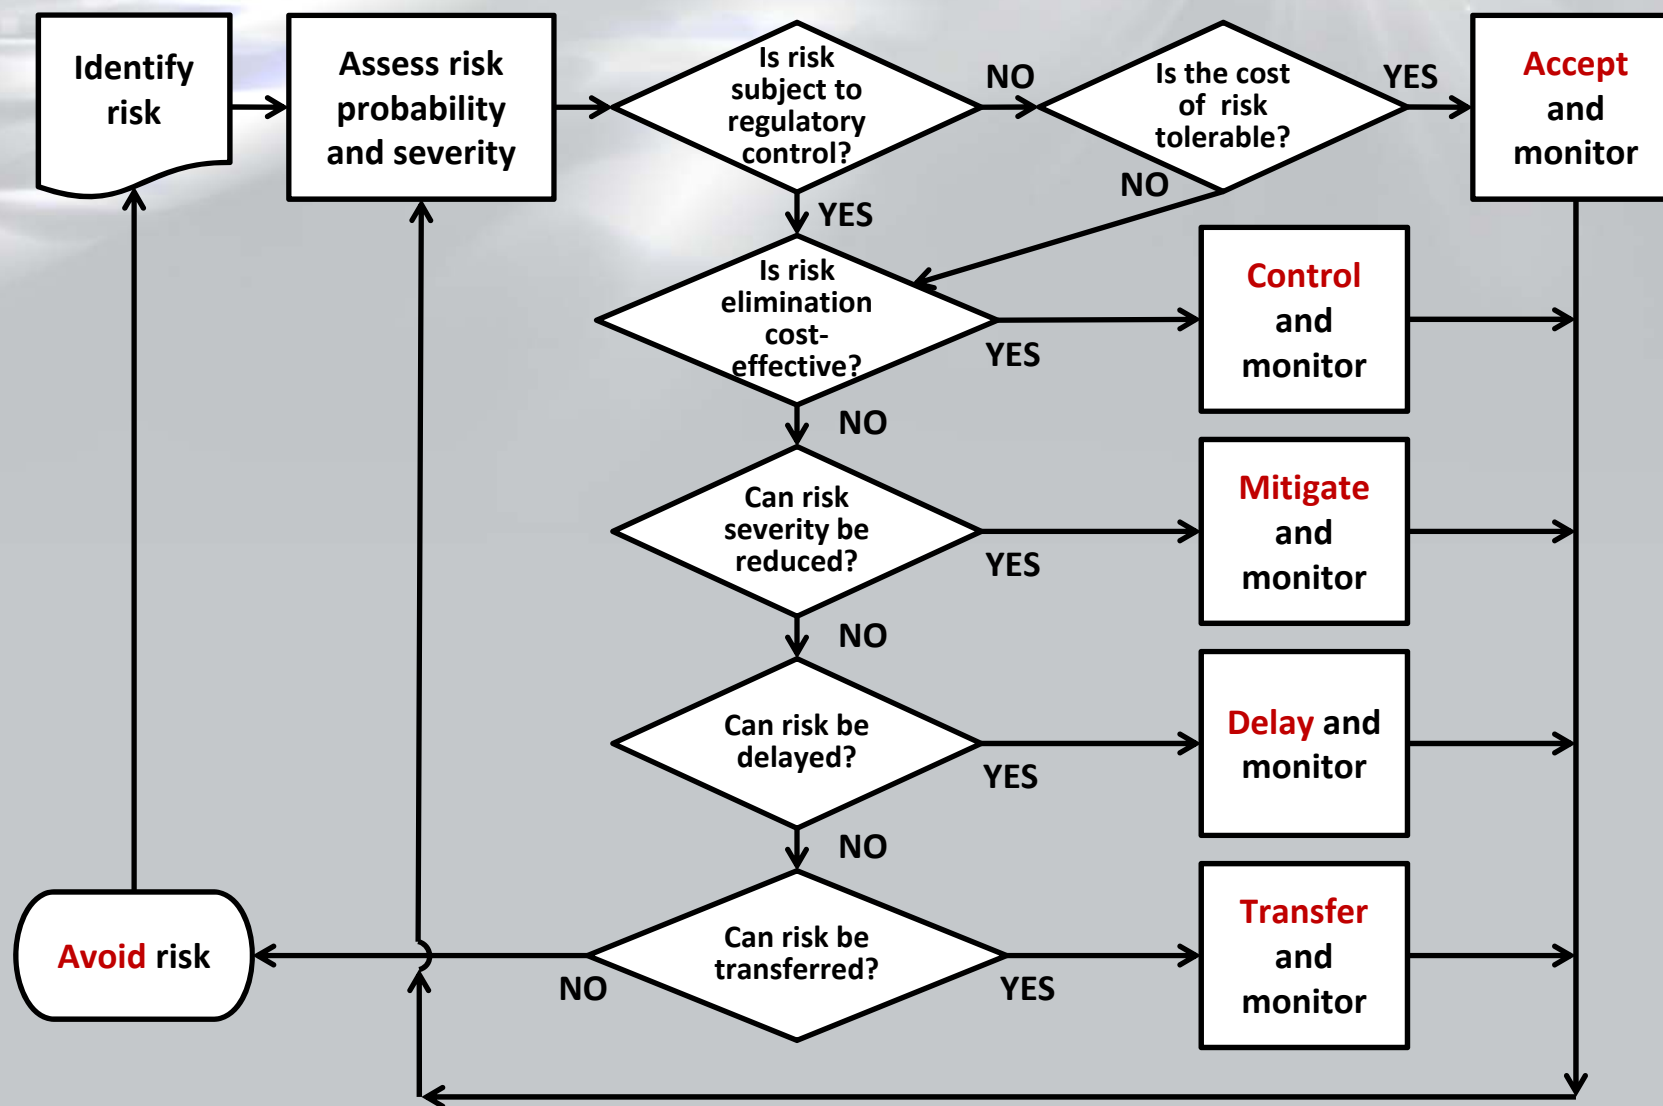 Identify
risk
Assess risk
probability
and severity
Is risk
subject to
regulatory
control?
NO
Is the cost
of risk
tolerable?
YES
Accept
and
monitor
NO
YES
Is risk
elimination
cost-
effective?
YES
Control
and
monitor
NO
Can risk
severity be
reduced?
YES
Mitigate
and
monitor
NO
Can risk be
delayed?
YES
Delay and
monitor
NO
Can risk be
transferred?
YES
Transfer
and
monitor
NO
Avoid risk